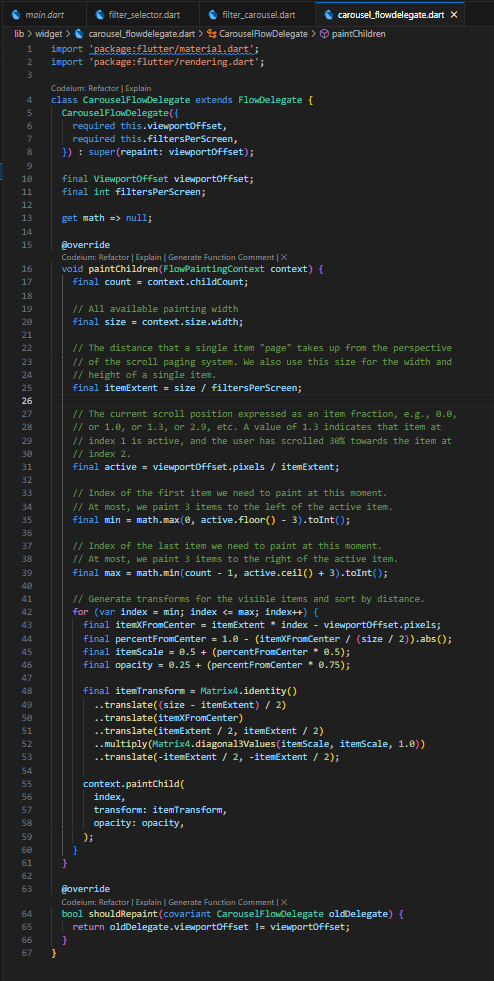 main.dart filter_selector.dart filter_carousel.dart carousel_flowdelegate.dart ×
lib > widget > carousel_flowdelegate.dart > CarouselFlowDelegate > paintChildren
1 import 'package:flutter/material.dart';
2 import 'package:flutter/rendering.dart';
3
Codeium: Refactor | Explain
4 class CarouselFlowDelegate extends FlowDelegate {
5 CarouselFlowDelegate({
6 required this.viewportOffset,
7 required this.filtersPerScreen,
8 }) : super(repaint: viewportOffset);
9
10 final ViewportOffset viewportOffset;
11 final int filtersPerScreen;
12
13 get math => null;
14
15 @override
Codeium: Refactor | Explain | Generate Function Comment | ×
16 void paintChildren(FlowPaintingContext context) {
17 final count = context.childCount;
18
19 // All available painting width
20 final size = context.size.width;
21
22 // The distance that a single item "page" takes up from the perspective
23 // of the scroll paging system. We also use this size for the width and
24 // height of a single item.
25 final itemExtent = size / filtersPerScreen;
26
27 // The current scroll position expressed as an item fraction, e.g., 0.0,
28 // or 1.0, or 1.3, or 2.9, etc. A value of 1.3 indicates that item at
29 // index 1 is active, and the user has scrolled 30% towards the item at
30 // index 2.
31 final active = viewportOffset.pixels / itemExtent;
32
33 // Index of the first item we need to paint at this moment.
34 // At most, we paint 3 items to the left of the active item.
35 final min = math.max(0, active.floor() - 3).toInt();
36
37 // Index of the last item we need to paint at this moment.
38 // At most, we paint 3 items to the right of the active item.
39 final max = math.min(count - 1, active.ceil() + 3).toInt();
40
41 // Generate transforms for the visible items and sort by distance.
42 for (var index = min; index <= max; index++) {
43 final itemXFromCenter = itemExtent * index - viewportOffset.pixels;
44 final percentFromCenter = 1.0 - (itemXFromCenter / (size / 2)).abs();
45 final itemScale = 0.5 + (percentFromCenter * 0.5);
46 final opacity = 0.25 + (percentFromCenter * 0.75);
47
48 final itemTransform = Matrix4.identity()
49 ..translate((size - itemExtent) / 2)
50 ..translate(itemXFromCenter)
51 ..translate(itemExtent / 2, itemExtent / 2)
52 ..multiply(Matrix4.diagonal3Values(itemScale, itemScale, 1.0))
53 ..translate(-itemExtent / 2, -itemExtent / 2);
54
55 context.paintChild(
56 index,
57 transform: itemTransform,
58 opacity: opacity,
59 );
60 }
61 }
62
63 @override
Codeium: Refactor | Explain | Generate Function Comment | ×
64 bool shouldRepaint(covariant CarouselFlowDelegate oldDelegate) {
65 return oldDelegate.viewportOffset != viewportOffset;
66 }
67 }